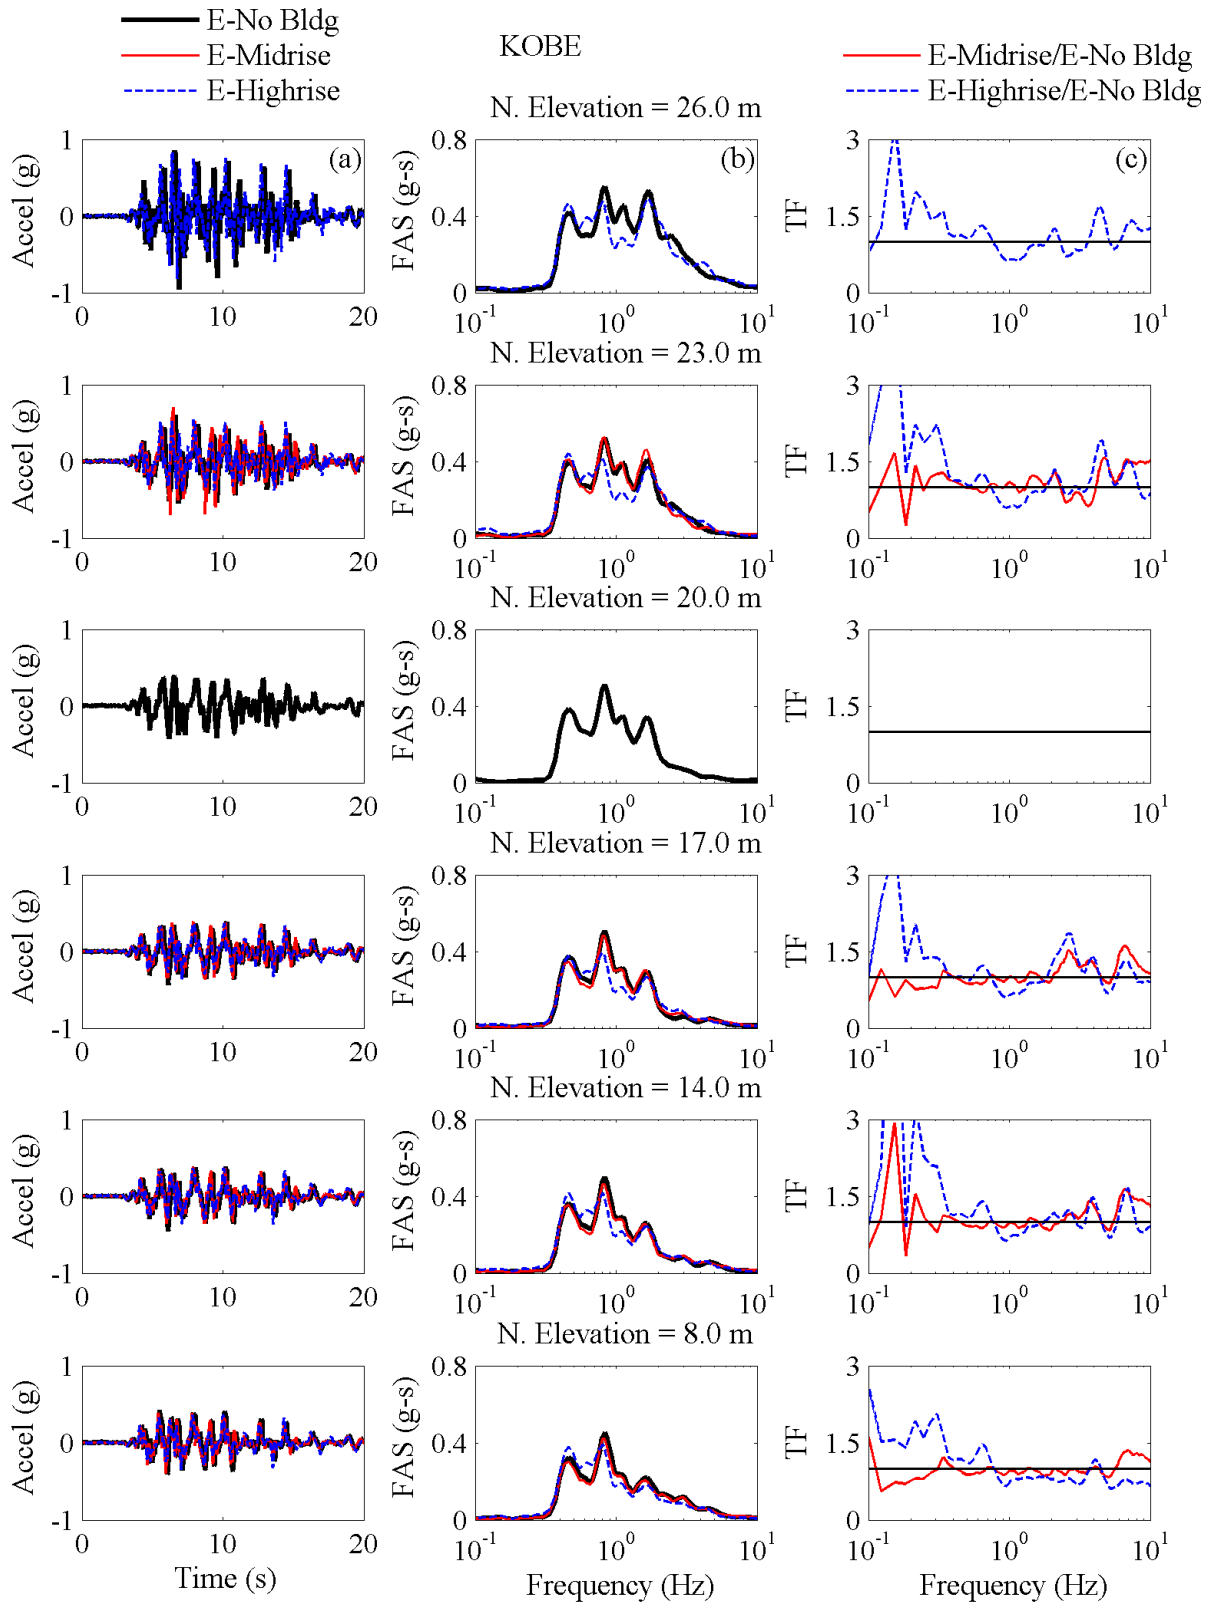 E-No Bldg
E-Midrise
E-Highrise
KOBE
E-Midrise/E-No Bldg
E-Highrise/E-No Bldg
N. Elevation = 26.0 m
1
0
-1
Accel (g)
(a)
0 10 20
0.8
0.4
0
FAS (g-s)
(b)
10^-1 10^0 10^1
3
1.5
0
TF
(c)
10^-1 10^0 10^1
N. Elevation = 23.0 m
1
0
-1
Accel (g)
0 10 20
0.8
0.4
0
FAS (g-s)
10^-1 10^0 10^1
3
1.5
0
TF
10^-1 10^0 10^1
N. Elevation = 20.0 m
1
0
-1
Accel (g)
0 10 20
0.8
0.4
0
FAS (g-s)
10^-1 10^0 10^1
3
1.5
0
TF
10^-1 10^0 10^1
N. Elevation = 17.0 m
1
0
-1
Accel (g)
0 10 20
0.8
0.4
0
FAS (g-s)
10^-1 10^0 10^1
3
1.5
0
TF
10^-1 10^0 10^1
N. Elevation = 14.0 m
1
0
-1
Accel (g)
0 10 20
0.8
0.4
0
FAS (g-s)
10^-1 10^0 10^1
3
1.5
0
TF
10^-1 10^0 10^1
N. Elevation = 8.0 m
1
0
-1
Accel (g)
0 10 20
Time (s)
0.8
0.4
0
FAS (g-s)
10^-1 10^0 10^1
Frequency (Hz)
3
1.5
0
TF
10^-1 10^0 10^1
Frequency (Hz)